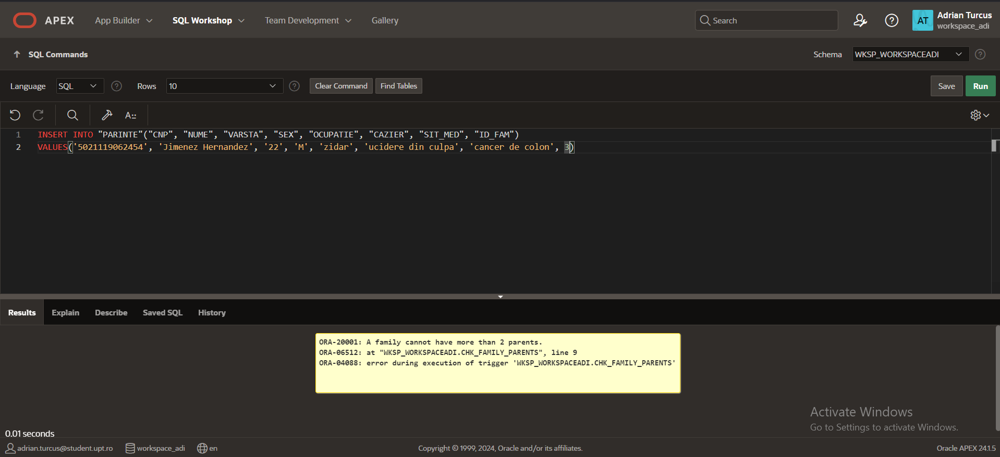 APEX App Builder SQL Workshop Team Development Gallery Search AT Adrian Turcus
workspace_adi
SQL Commands Schema WKSP_WORKSPACEADI
Language SQL Rows 10 Clear Command Find Tables Save Run
A::
1 INSERT INTO "PARINTE"("CNP", "NUME", "VARSTA", "SEX", "OCUPATIE", "CAZIER", "SIT_MED", "ID_FAM")
2 VALUES('5021119062454', 'Jimenez Hernandez', '22', 'M', 'zidar', 'ucidere din culpa', 'cancer de colon', 3)
Results Explain Describe Saved SQL History
ORA-20001: A family cannot have more than 2 parents.
ORA-06512: at "WKSP_WORKSPACEADI.CHK_FAMILY_PARENTS", line 9
ORA-04088: error during execution of trigger 'WKSP_WORKSPACEADI.CHK_FAMILY_PARENTS'
Activate Windows
Go to Settings to activate Windows.
0.01 seconds
adrian.turcus@student.upt.ro workspace_adi en Copyright © 1999, 2024, Oracle and/or its affiliates. Oracle APEX 24.1.5